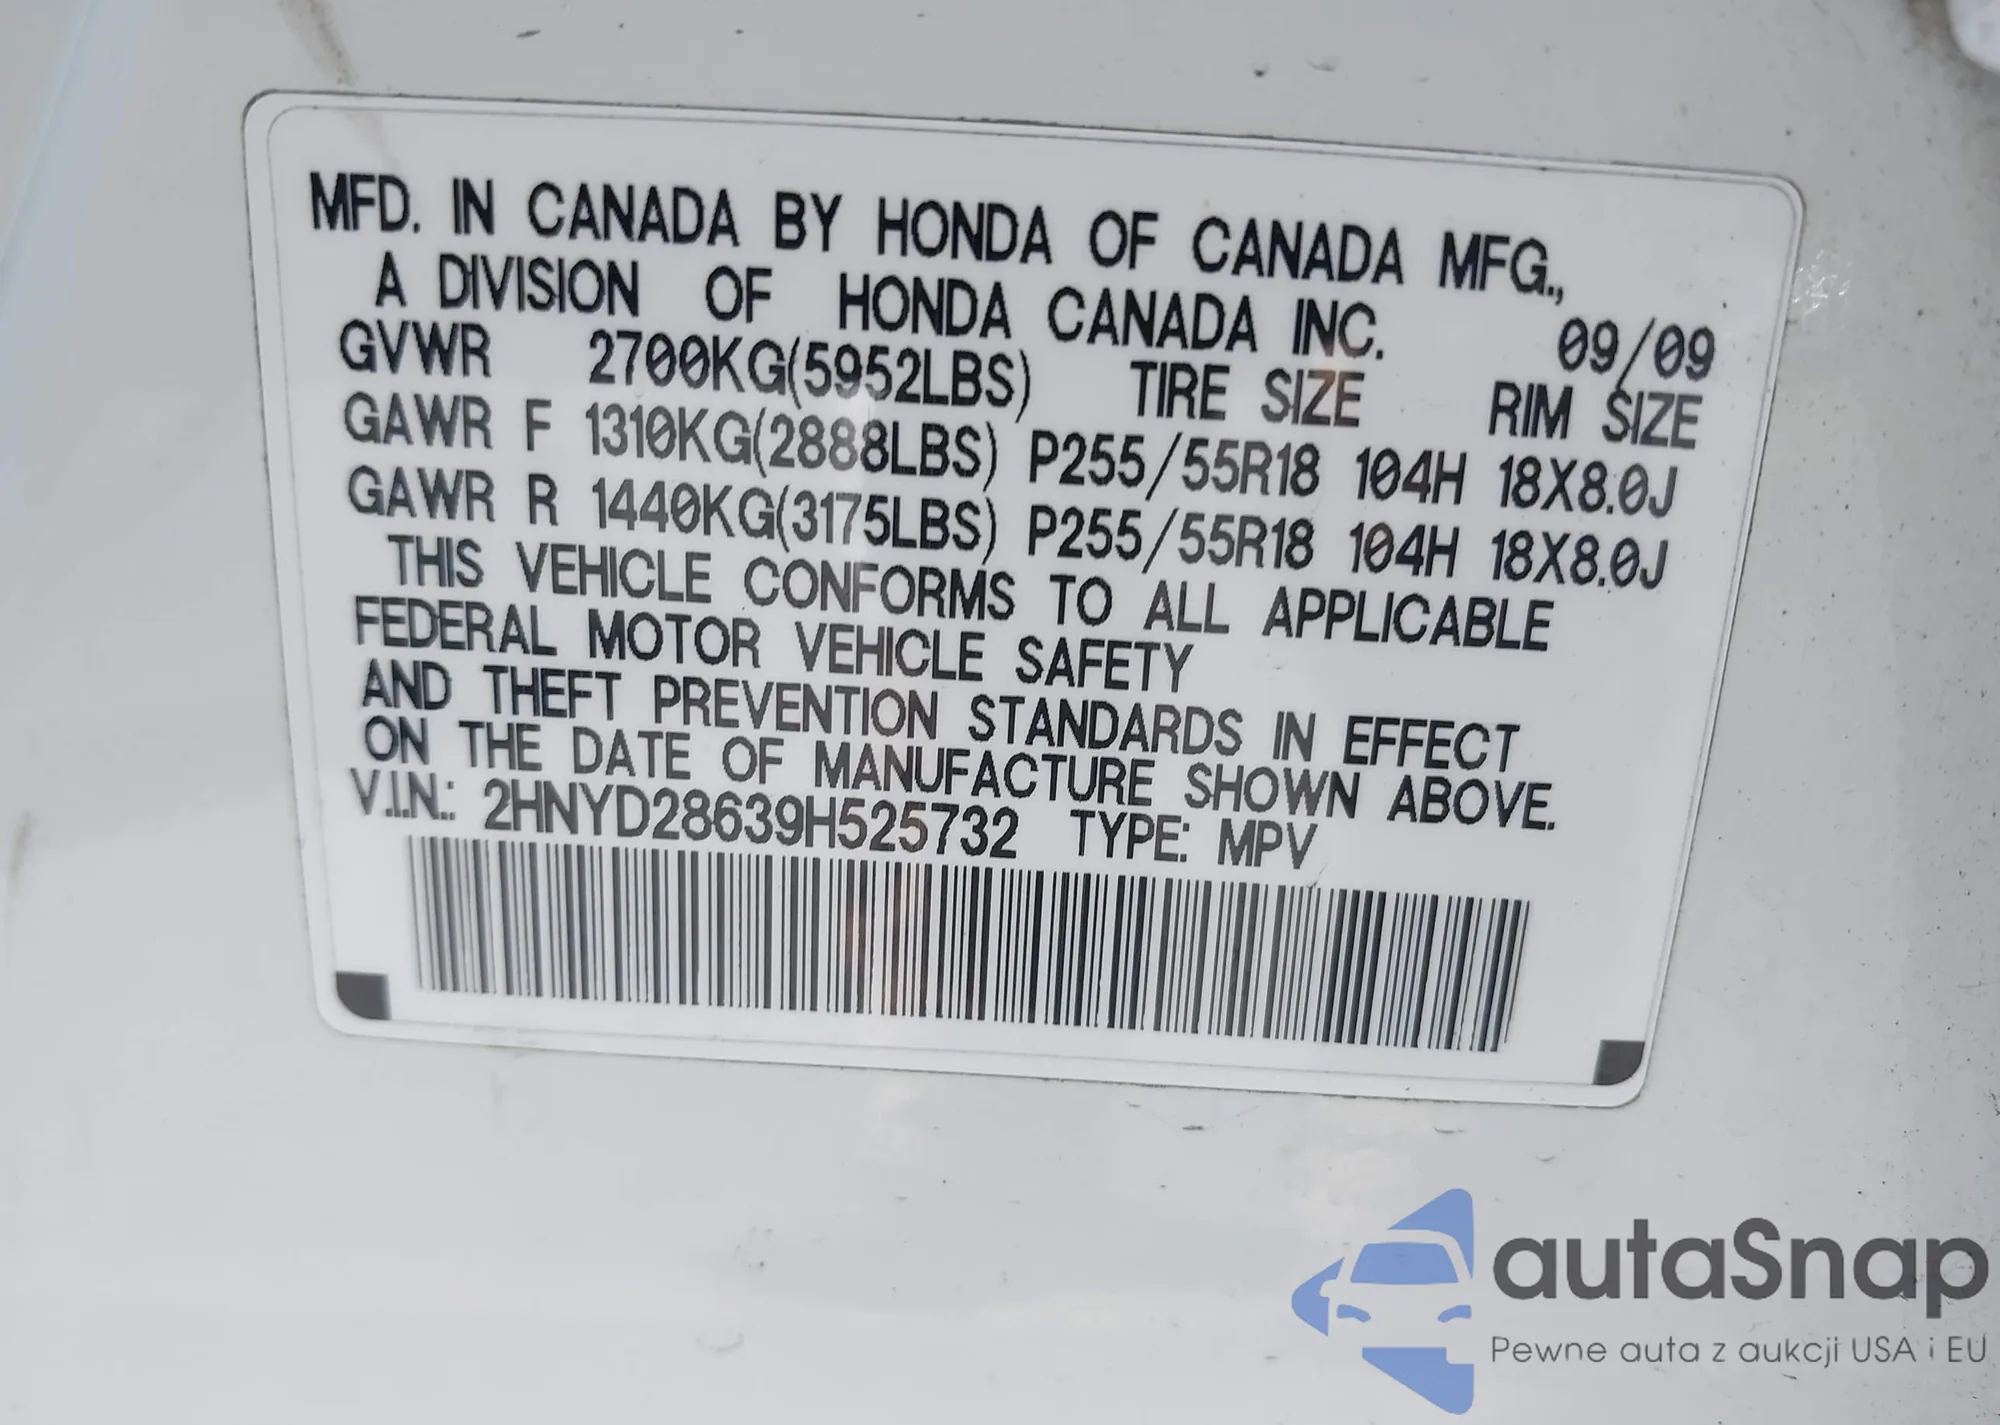 MFD. IN CANADA BY HONDA OF CANADA MFG.,
A DIVISION OF HONDA CANADA INC. 09/09
GVWR 2700KG(5952LBS) TIRE SIZE RIM SIZE
GAWR F 1310KG(2888LBS) P255/55R18 104H 18X8.0J
GAWR R 1440KG(3175LBS) P255/55R18 104H 18X8.0J
THIS VEHICLE CONFORMS TO ALL APPLICABLE
FEDERAL MOTOR VEHICLE SAFETY
AND THEFT PREVENTION STANDARDS IN EFFECT
ON THE DATE OF MANUFACTURE SHOWN ABOVE.
V.I.N.: 2HNYD28639H525732 TYPE: MPV
autaSnap
Pewne auta z aukcji USA i EU